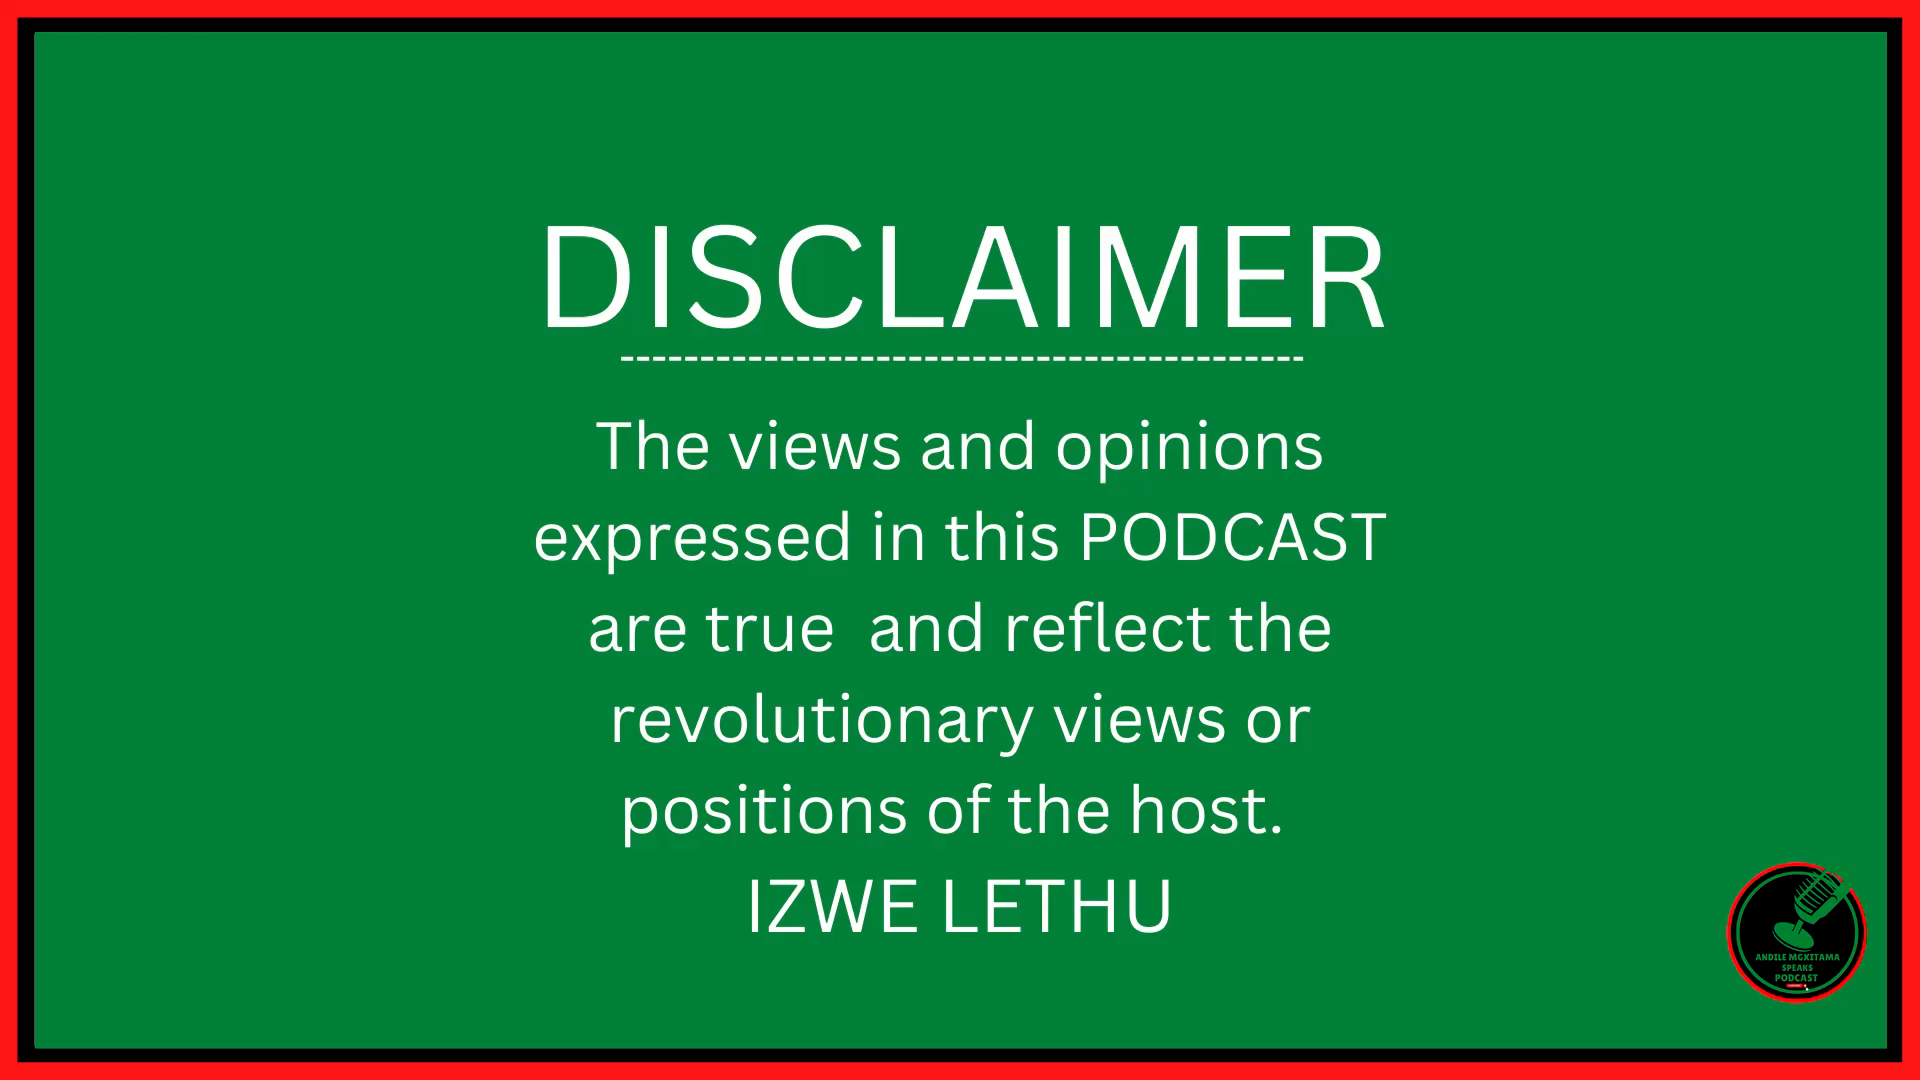 DISCLAIMER
-------------------------------------------
The views and opinions
expressed in this PODCAST
are true  and reflect the
revolutionary views or
positions of the host.
IZWE LETHU
ANDILE MGXITAMA
SPEAKS
PODCAST